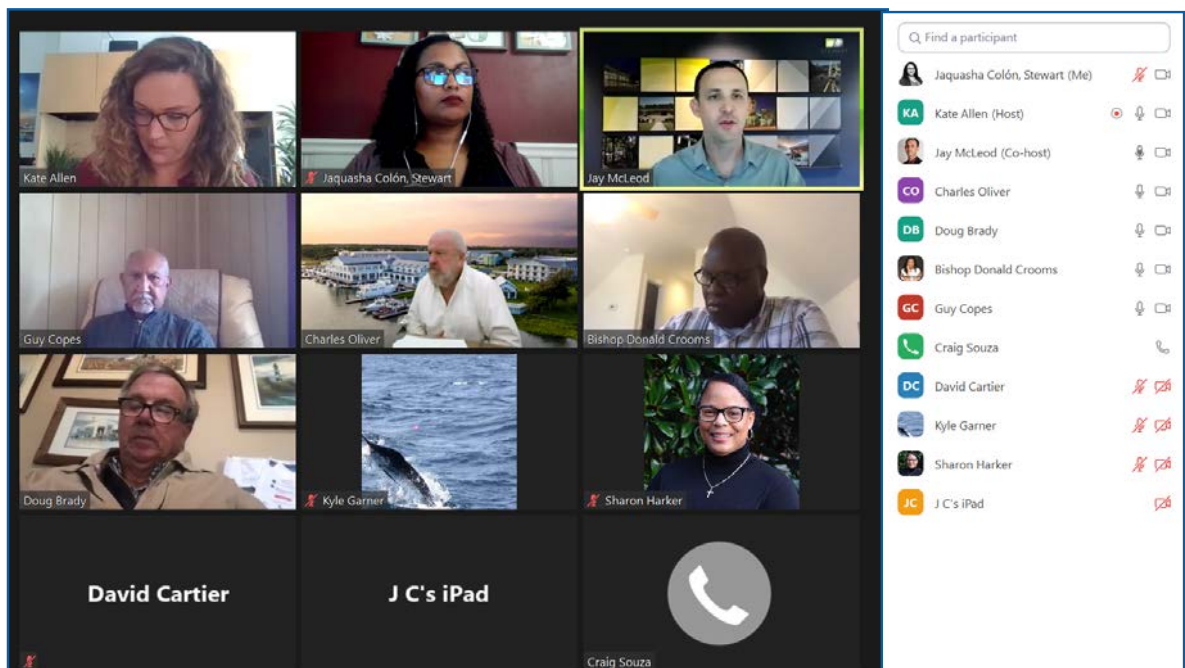 Kate Allen
Jaquasha Colón, Stewart
Jay McLeod
Guy Copes
Charles Oliver
Bishop Donald Crooms
Doug Brady
Kyle Garner
Sharon Harker
David Cartier
J C's iPad
Craig Souza
Find a participant
Jaquasha Colón, Stewart (Me)
KA Kate Allen (Host)
Jay McLeod (Co-host)
CO Charles Oliver
DB Doug Brady
Bishop Donald Crooms
GC Guy Copes
Craig Souza
DC David Cartier
Kyle Garner
Sharon Harker
JC J C's iPad